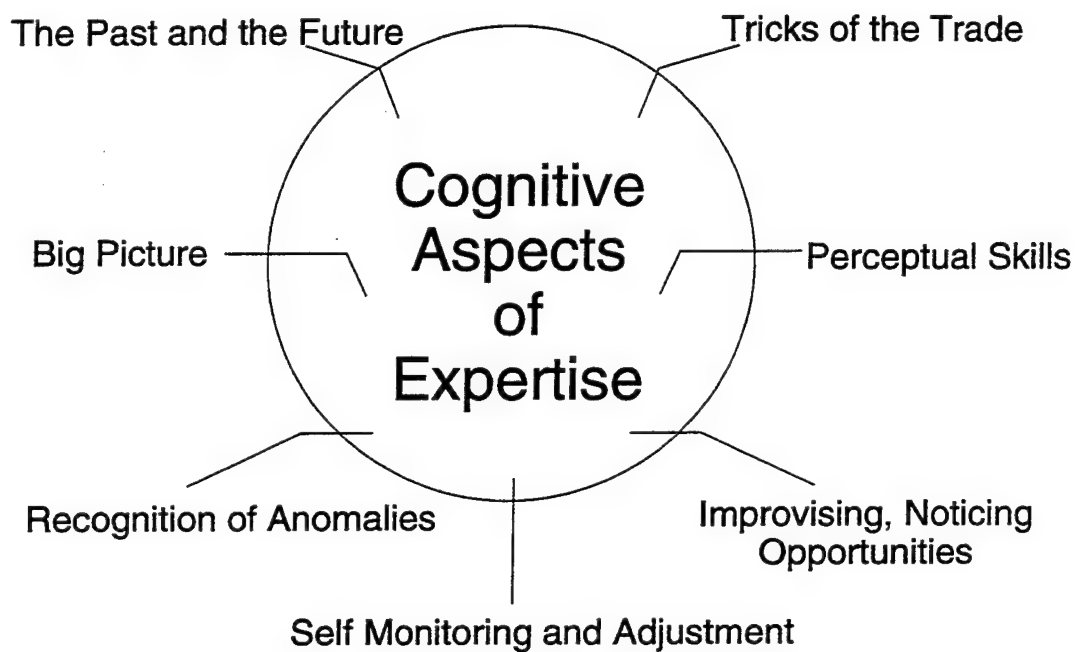 The Past and the Future
Tricks of the Trade
Cognitive
Aspects
of
Expertise
Big Picture
Perceptual Skills
Recognition of Anomalies
Improvising, Noticing
Opportunities
Self Monitoring and Adjustment